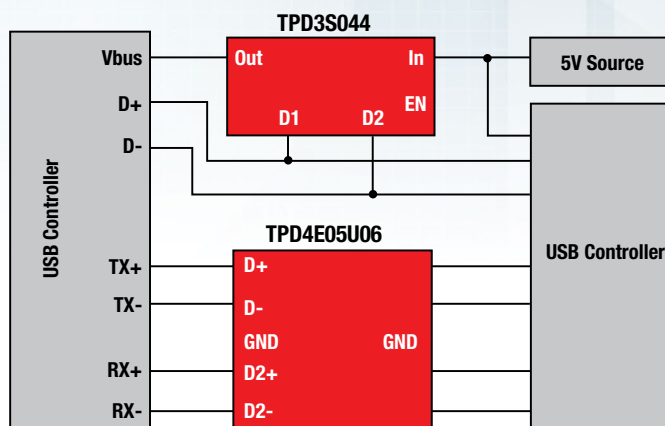 TPD3S044
Vbus
Out
In
5V Source
D+
EN
D1
D2
D-
USB Controller
TPD4E05U06
USB Controller
TX+
D+
TX-
D-
GND
GND
RX+
D2+
RX-
D2-